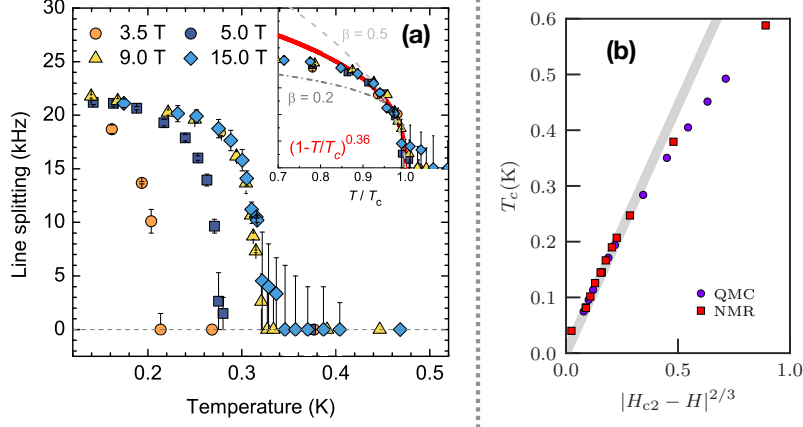 3.5 T
5.0 T
9.0 T
15.0 T
(a)
β = 0.5
β = 0.2
(1-T/Tc)^0.36
0.7 0.8 0.9 1.0
T / Tc
30
25
20
15
10
5
0
Line splitting (kHz)
0.2 0.3 0.4 0.5
Temperature (K)
(b)
0.6
0.5
0.4
0.3
0.2
0.1
0.0
Tc(K)
QMC
NMR
0.0 0.5 1.0
|Hc2 − H|^2/3